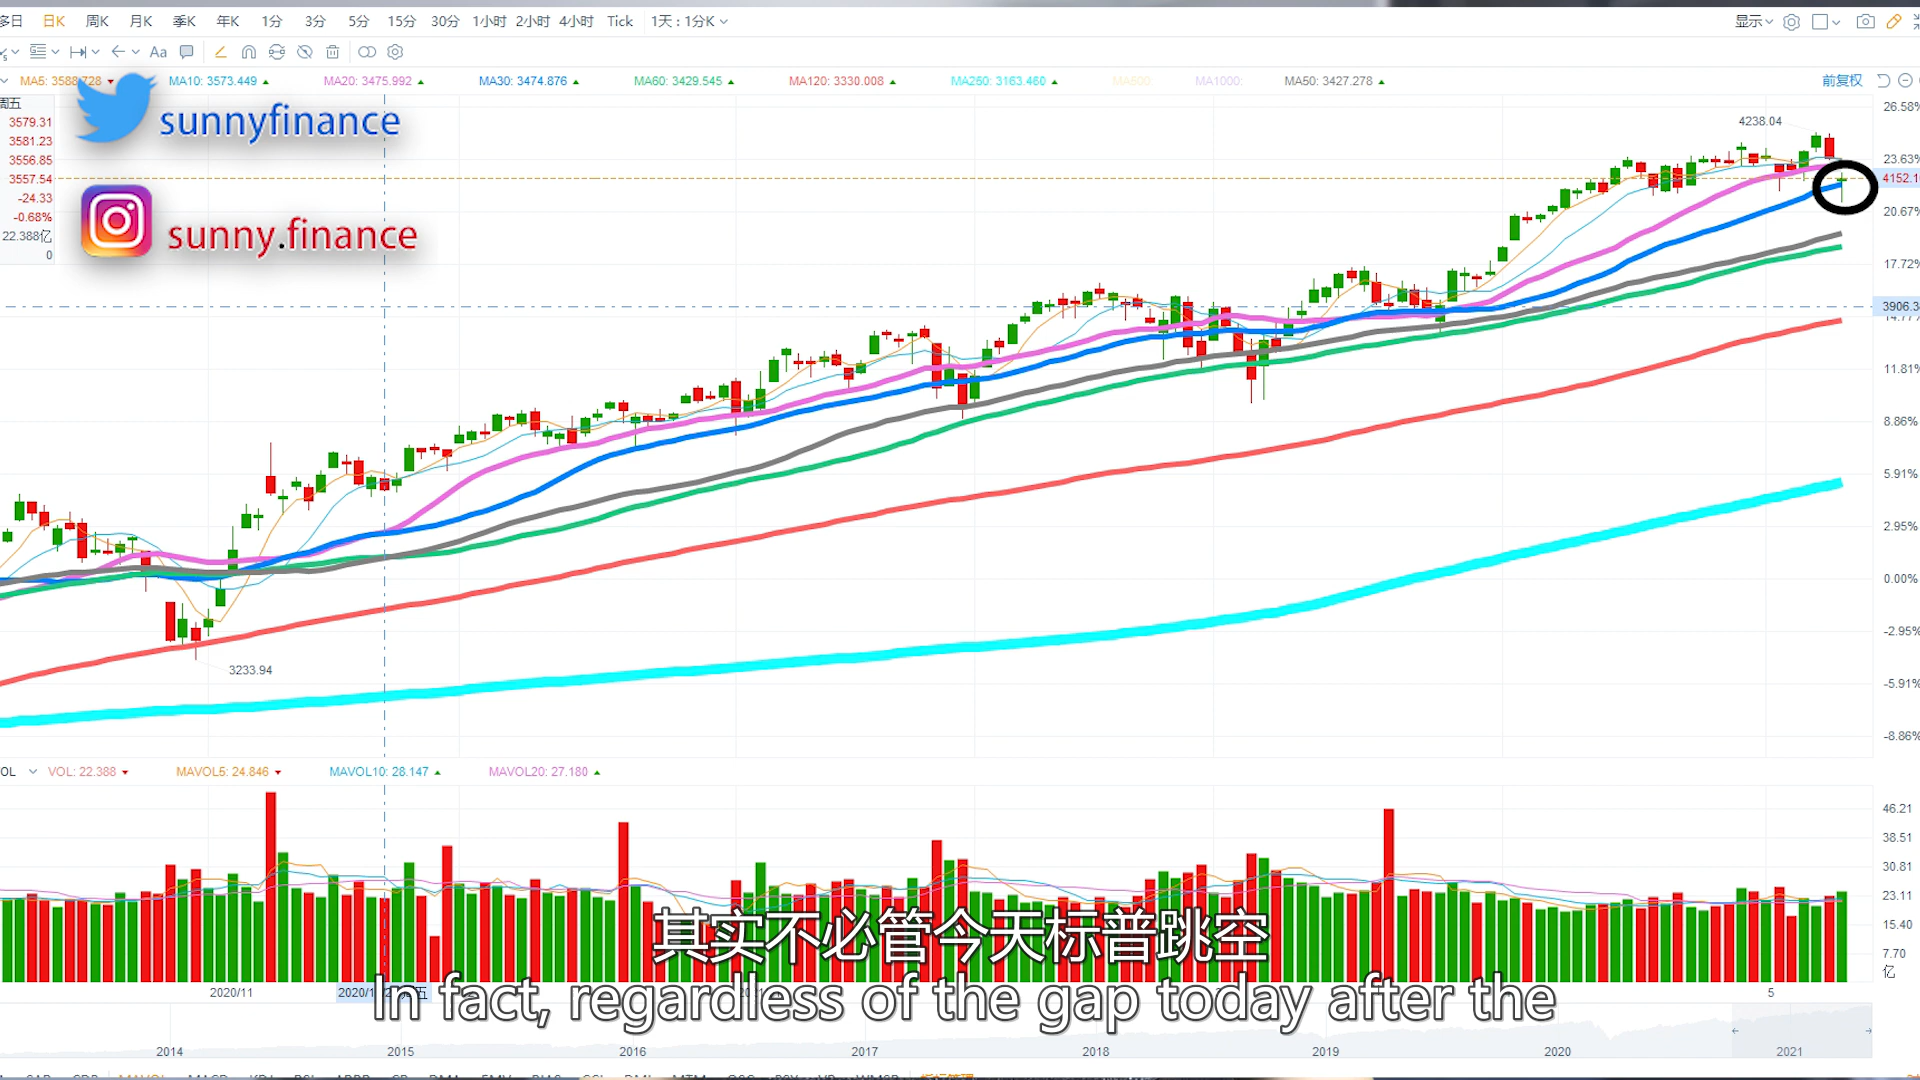 多日 日K 周K 月K 季K 年K 1分 3分 5分 15分 30分 1小时 2小时 4小时 Tick 1天 : 1分K 显示
Aa
MA5: 3588.728 MA10: 3573.449 MA20: 3475.992 MA30: 3474.876 MA60: 3429.545 MA120: 3330.008 MA250: 3163.460 MA500: MA1000: MA50: 3427.278 前复权
周五
3579.31
3581.23
3556.85
3557.54
-24.33
-0.68%
22.388亿
0
sunnyfinance
sunny.finance
4238.04
3233.94
26.58%
23.63%
4152.10
20.67%
17.72%
3906.3
14.77%
11.81%
8.86%
5.91%
2.95%
0.00%
-2.95%
-5.91%
-8.86%
VOL: 22.388 MAVOL5: 24.846 MAVOL10: 28.147 MAVOL20: 27.180
46.21
38.51
30.81
23.11
15.40
7.70
亿
其实不必管今天标普跳空
2020/11 5
In fact, regardless of the gap today after the
2014 2015 2016 2017 2018 2019 2020 2021